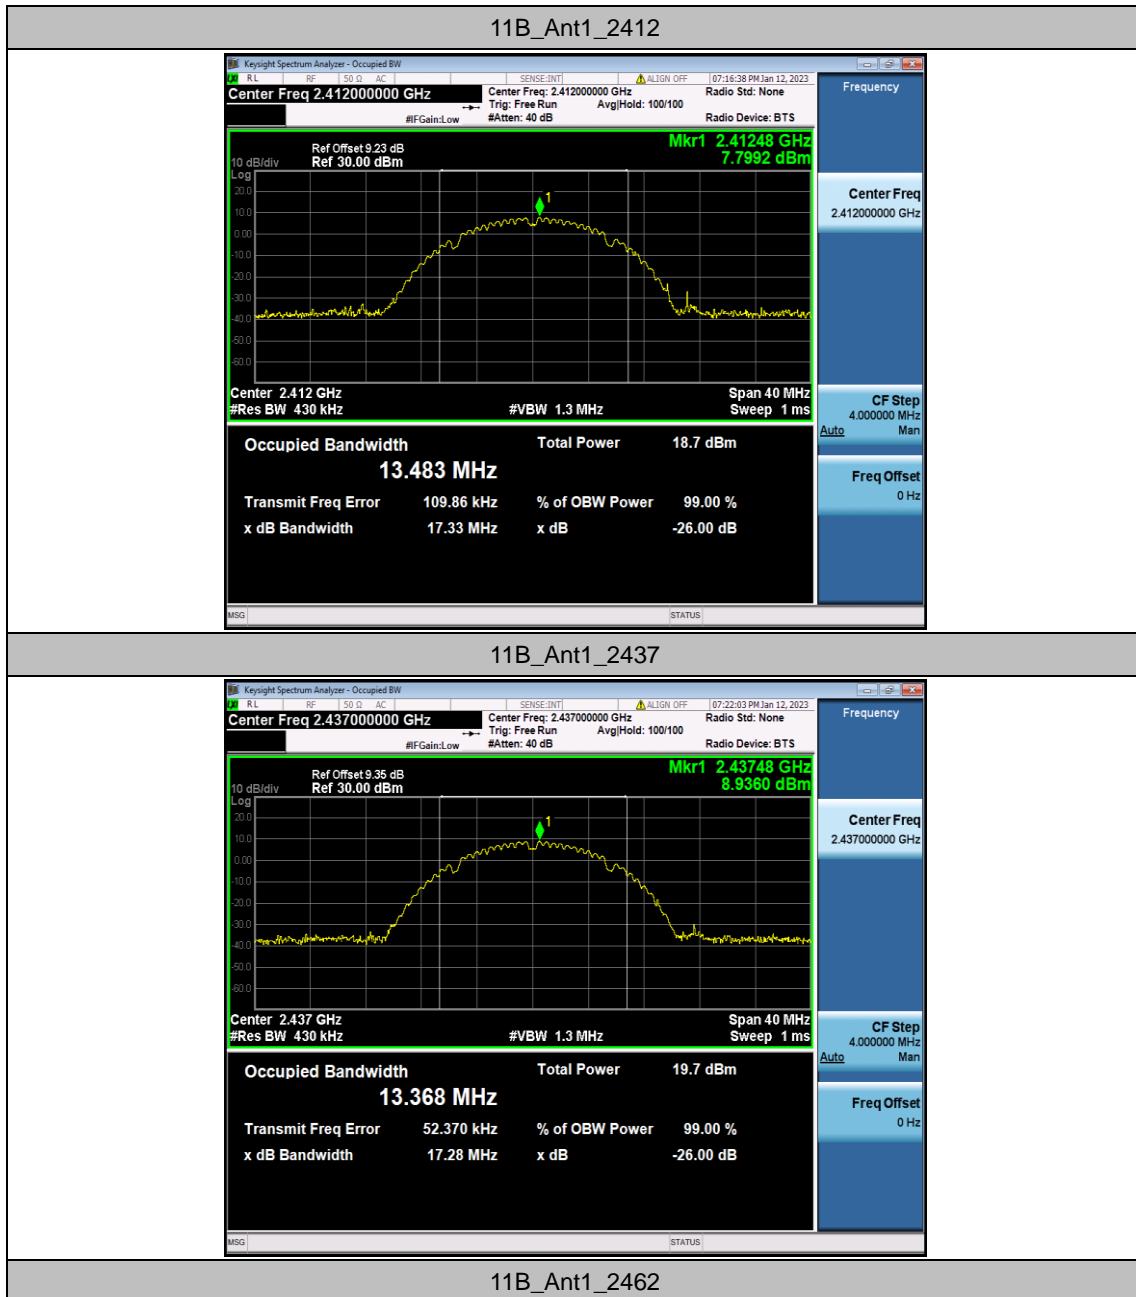 11B_Ant1_2412
Keysight Spectrum Analyzer - Occupied BW
RL RF 50 Ω AC SENSE:INT ALIGN OFF 07:16:38 PM Jan 12, 2023
Center Freq 2.412000000 GHz Center Freq: 2.412000000 GHz Radio Std: None Frequency
Trig: Free Run Avg|Hold: 100/100
#IFGain:Low #Atten: 40 dB Radio Device: BTS
Mkr1 2.41248 GHz
Ref Offset 9.23 dB 7.7992 dBm
10 dB/div Ref 30.00 dBm
Log
20.0
10.0
0.00
-10.0
-20.0
-30.0
-40.0
-50.0
-60.0
1
Center Freq
2.412000000 GHz
Center 2.412 GHz Span 40 MHz
#Res BW 430 kHz #VBW 1.3 MHz Sweep 1 ms
CF Step
4.000000 MHz
Auto Man
Occupied Bandwidth Total Power 18.7 dBm
13.483 MHz
Transmit Freq Error 109.86 kHz % of OBW Power 99.00 %
x dB Bandwidth 17.33 MHz x dB -26.00 dB
Freq Offset
0 Hz
MSG STATUS
11B_Ant1_2437
Keysight Spectrum Analyzer - Occupied BW
RL RF 50 Ω AC SENSE:INT ALIGN OFF 07:22:03 PM Jan 12, 2023
Center Freq 2.437000000 GHz Center Freq: 2.437000000 GHz Radio Std: None Frequency
Trig: Free Run Avg|Hold: 100/100
#IFGain:Low #Atten: 40 dB Radio Device: BTS
Mkr1 2.43748 GHz
Ref Offset 9.35 dB 8.9360 dBm
10 dB/div Ref 30.00 dBm
Log
20.0
10.0
0.00
-10.0
-20.0
-30.0
-40.0
-50.0
-60.0
1
Center Freq
2.437000000 GHz
Center 2.437 GHz Span 40 MHz
#Res BW 430 kHz #VBW 1.3 MHz Sweep 1 ms
CF Step
4.000000 MHz
Auto Man
Occupied Bandwidth Total Power 19.7 dBm
13.368 MHz
Transmit Freq Error 52.370 kHz % of OBW Power 99.00 %
x dB Bandwidth 17.28 MHz x dB -26.00 dB
Freq Offset
0 Hz
MSG STATUS
11B_Ant1_2462